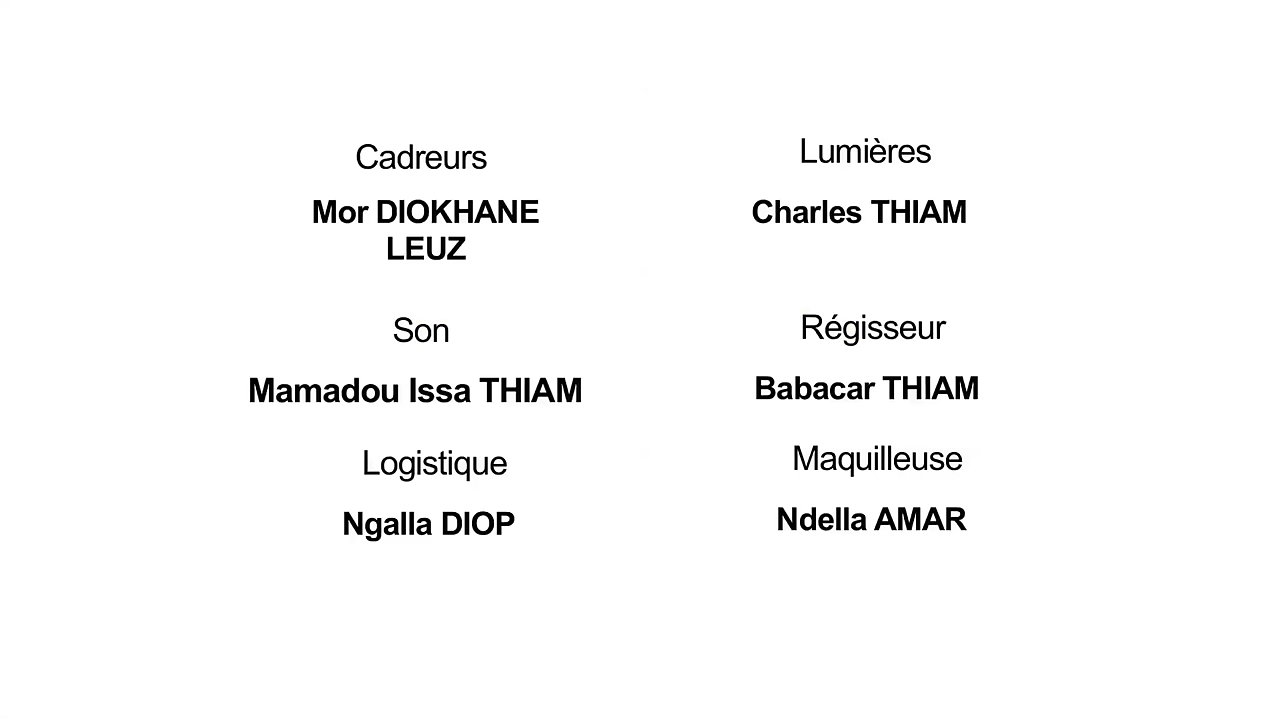 Cadreurs
Mor DIOKHANE
LEUZ
Lumières
Charles THIAM
Son
Mamadou Issa THIAM
Régisseur
Babacar THIAM
Logistique
Ngalla DIOP
Maquilleuse
Ndella AMAR